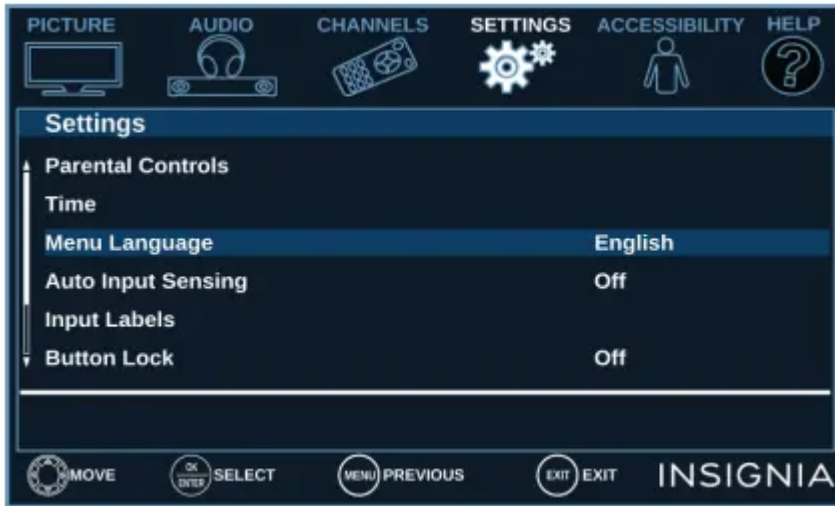 PICTURE AUDIO CHANNELS SETTINGS ACCESSIBILITY HELP
?
Settings
Parental Controls
Time
Menu Language English
Auto Input Sensing Off
Input Labels
Button Lock Off
MOVE OK ENTER SELECT MENU PREVIOUS EXIT EXIT INSIGNIA